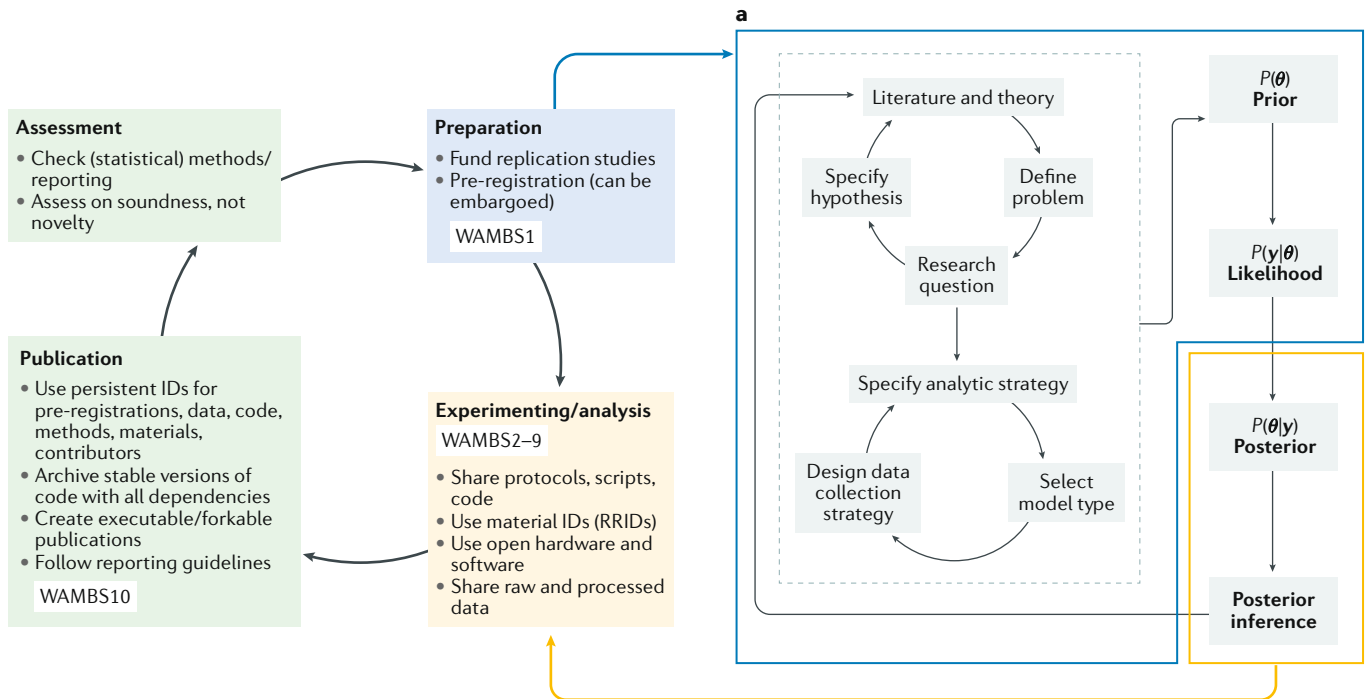 a
Assessment
• Check (statistical) methods/
reporting
• Assess on soundness, not
novelty
Preparation
• Fund replication studies
• Pre-registration (can be
embargoed)
WAMBS1
Publication
• Use persistent IDs for
pre-registrations, data, code,
methods, materials,
contributors
• Archive stable versions of
code with all dependencies
• Create executable/forkable
publications
• Follow reporting guidelines
WAMBS10
Experimenting/analysis
WAMBS2–9
• Share protocols, scripts,
code
• Use material IDs (RRIDs)
• Use open hardware and
software
• Share raw and processed
data
Literature and theory
Specify
hypothesis
Define
problem
Research
question
Specify analytic strategy
Design data
collection
strategy
Select
model type
P(θ)
Prior
P(y|θ)
Likelihood
P(θ|y)
Posterior
Posterior
inference